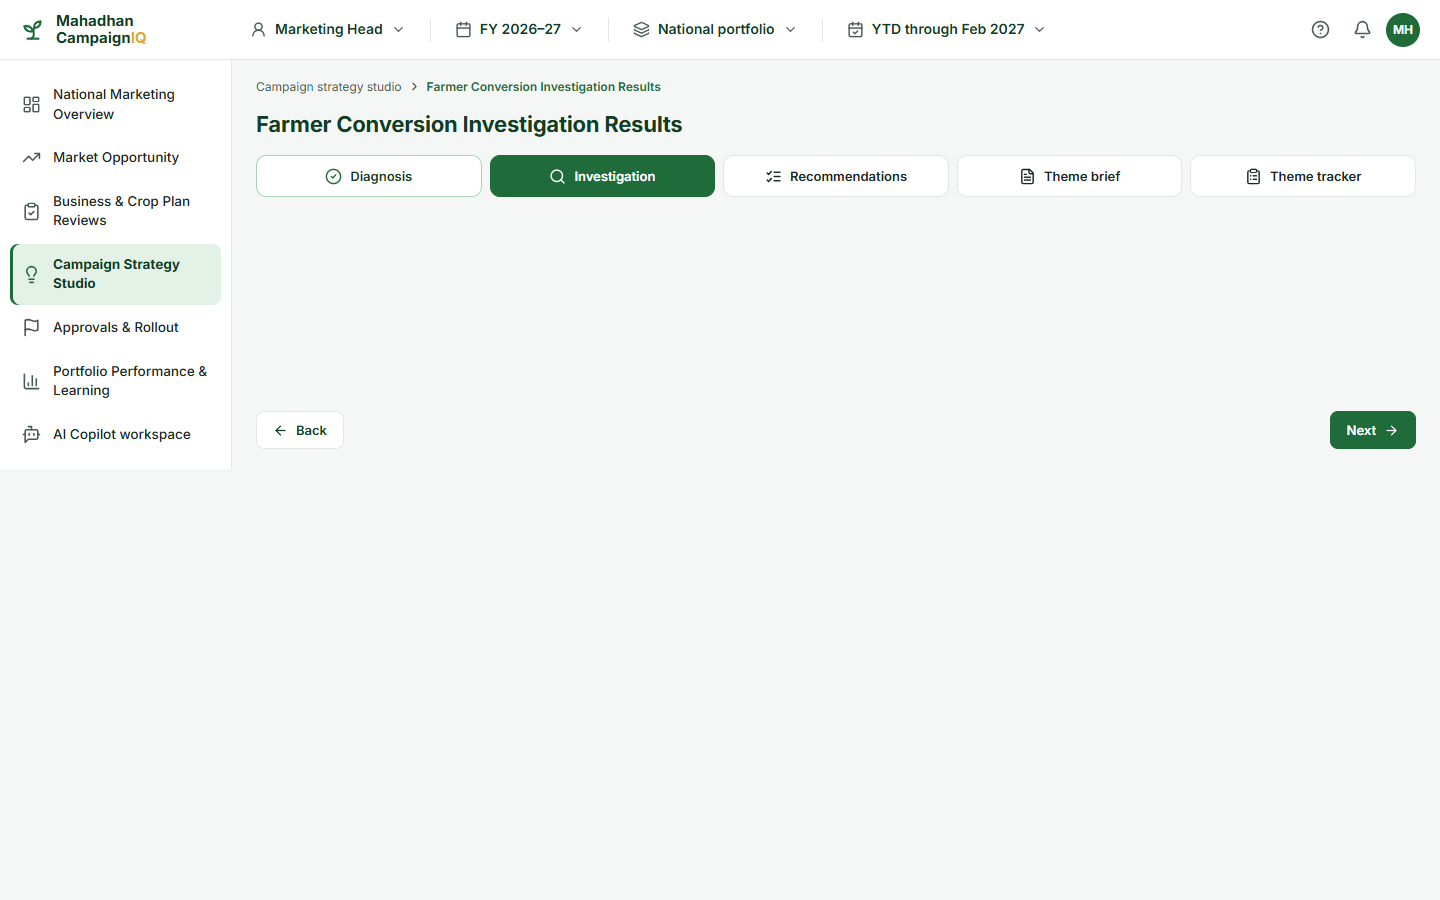 Mahadhan
CampaignIQ
Marketing Head
FY 2026–27
National portfolio
YTD through Feb 2027
MH
National Marketing
Overview
Market Opportunity
Business & Crop Plan
Reviews
Campaign Strategy
Studio
Approvals & Rollout
Portfolio Performance &
Learning
AI Copilot workspace
Campaign strategy studio > Farmer Conversion Investigation Results
Farmer Conversion Investigation Results
Diagnosis
Investigation
Recommendations
Theme brief
Theme tracker
Back
Next